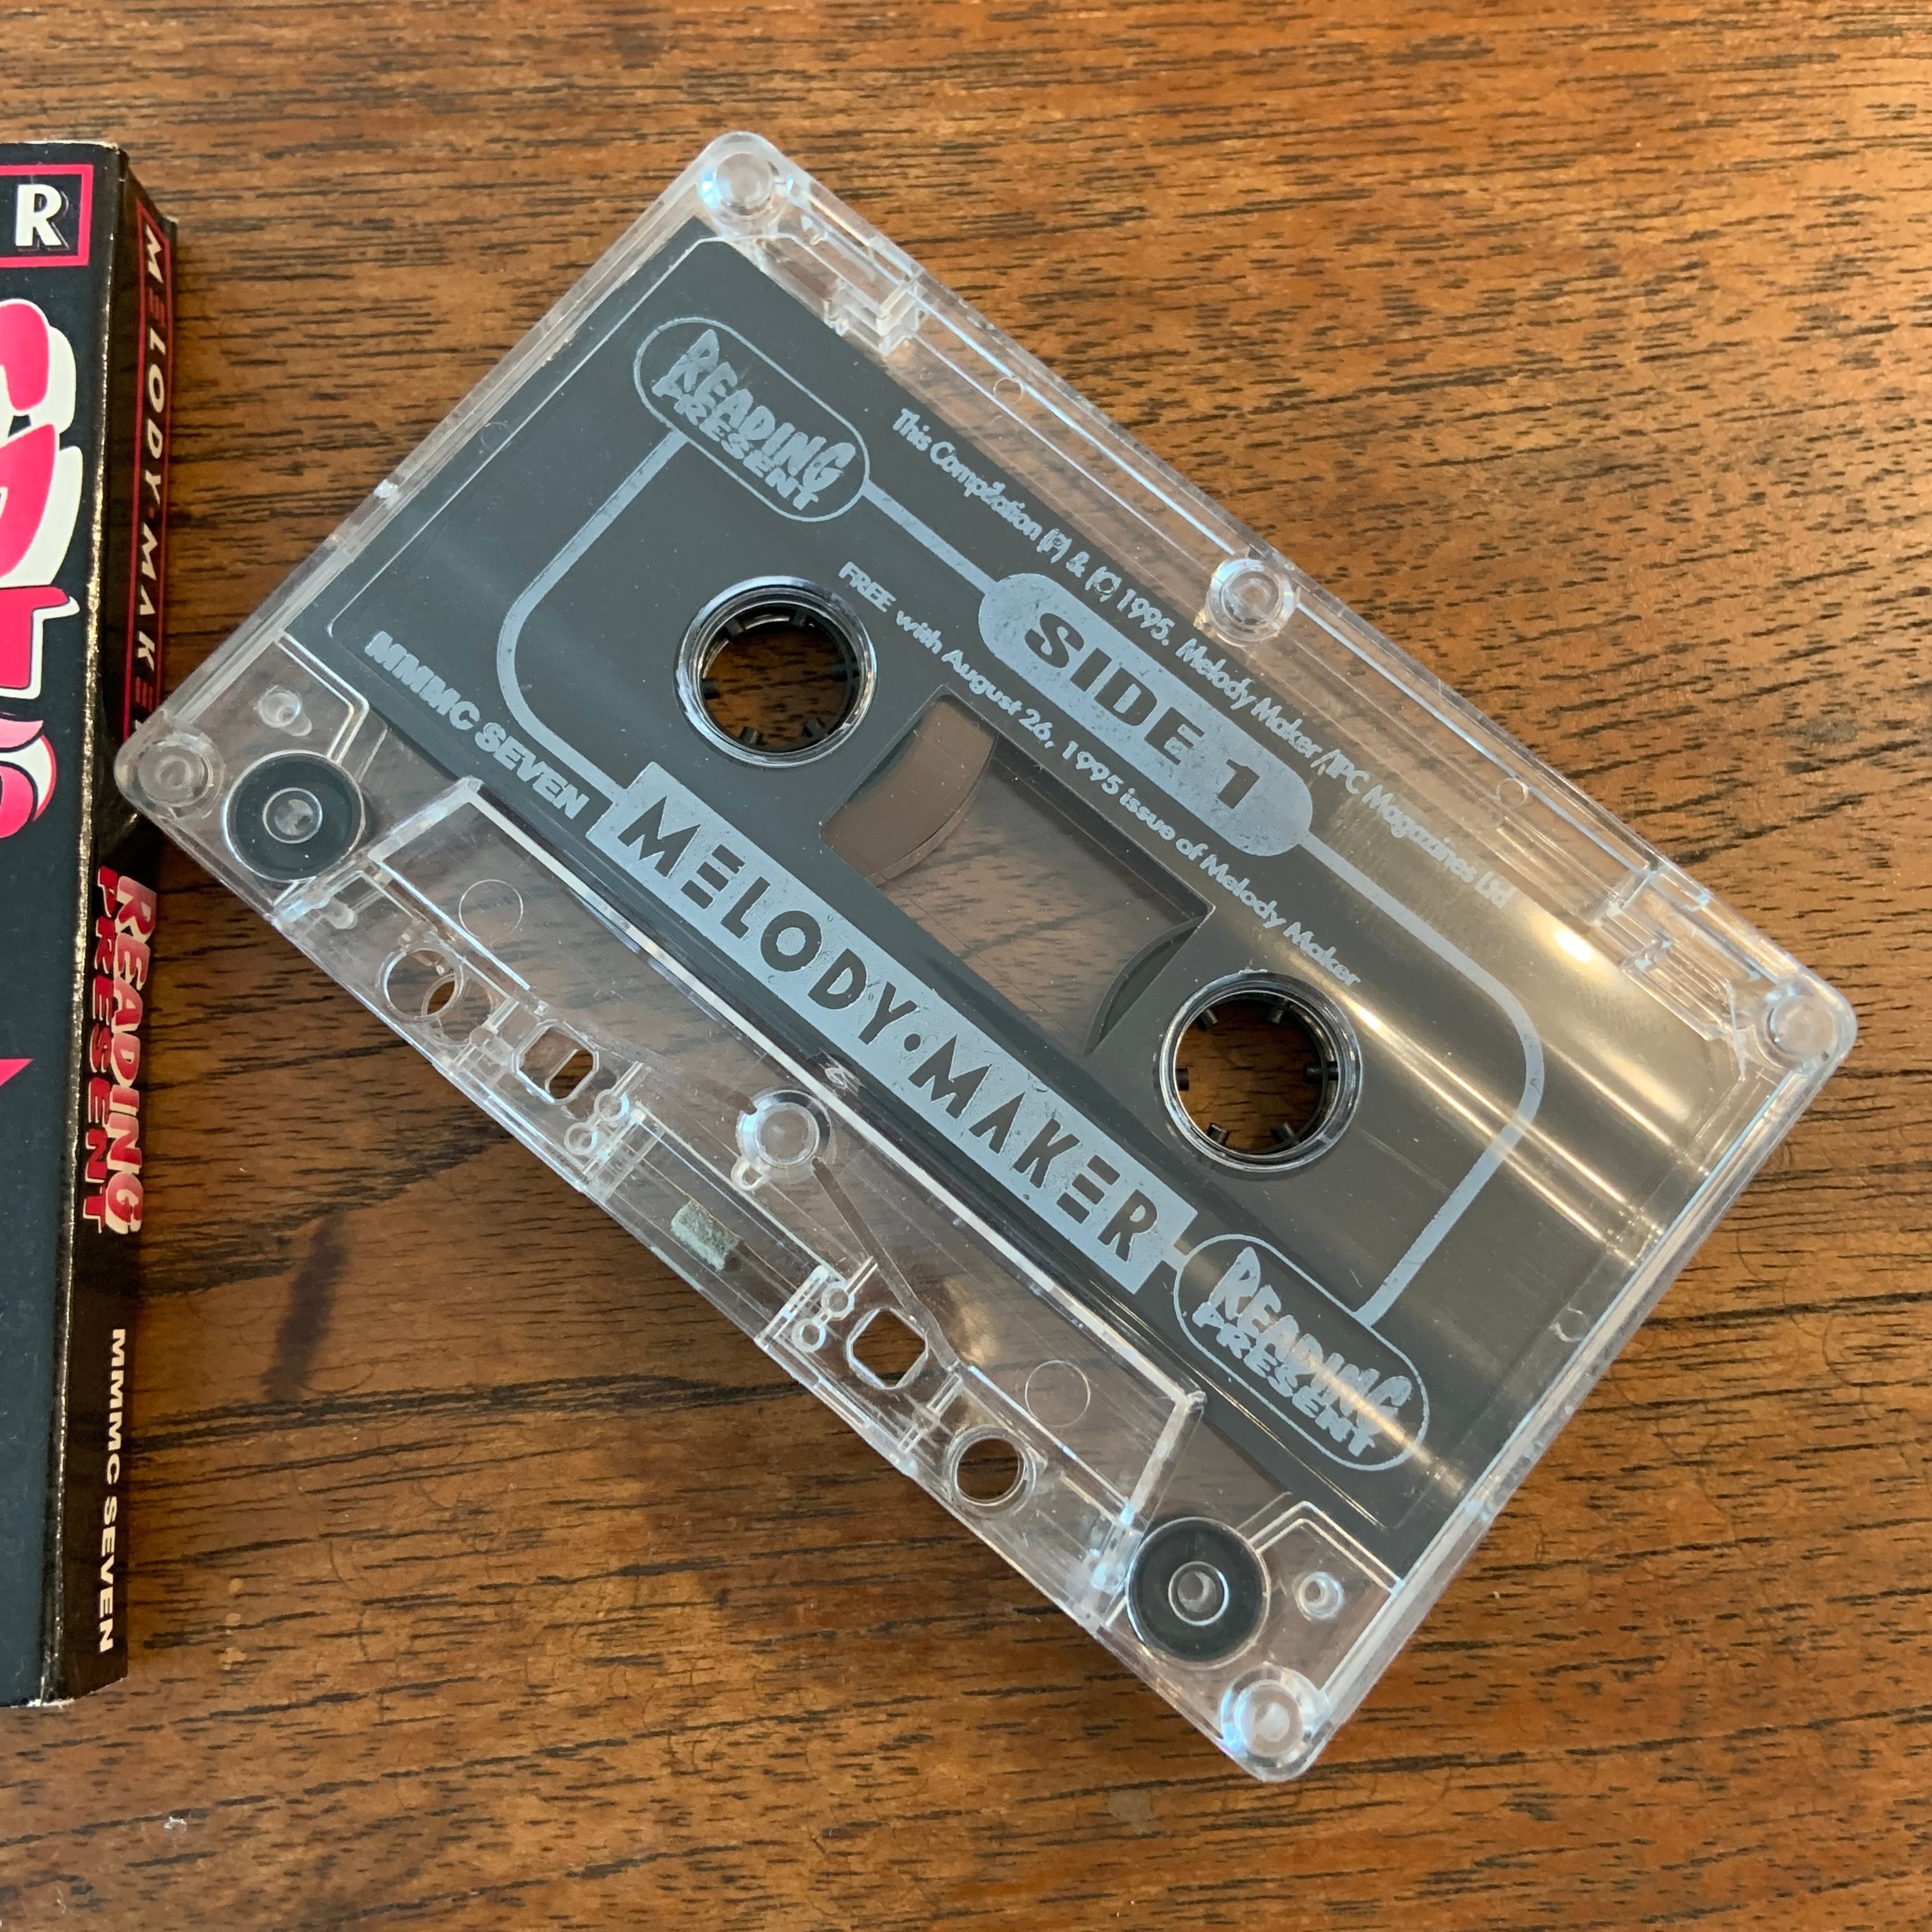 R
MELODY·MAKE
READING
PRESENT
MMMC SEVEN
READING
PRESENT
This Compilation (P) & (C) 1995. Melody Maker/IPC Magazines Ltd
SIDE 1
FREE with August 26, 1995 issue of Melody Maker
MMMC SEVEN
MELODY·MAKER
READING
PRESENT